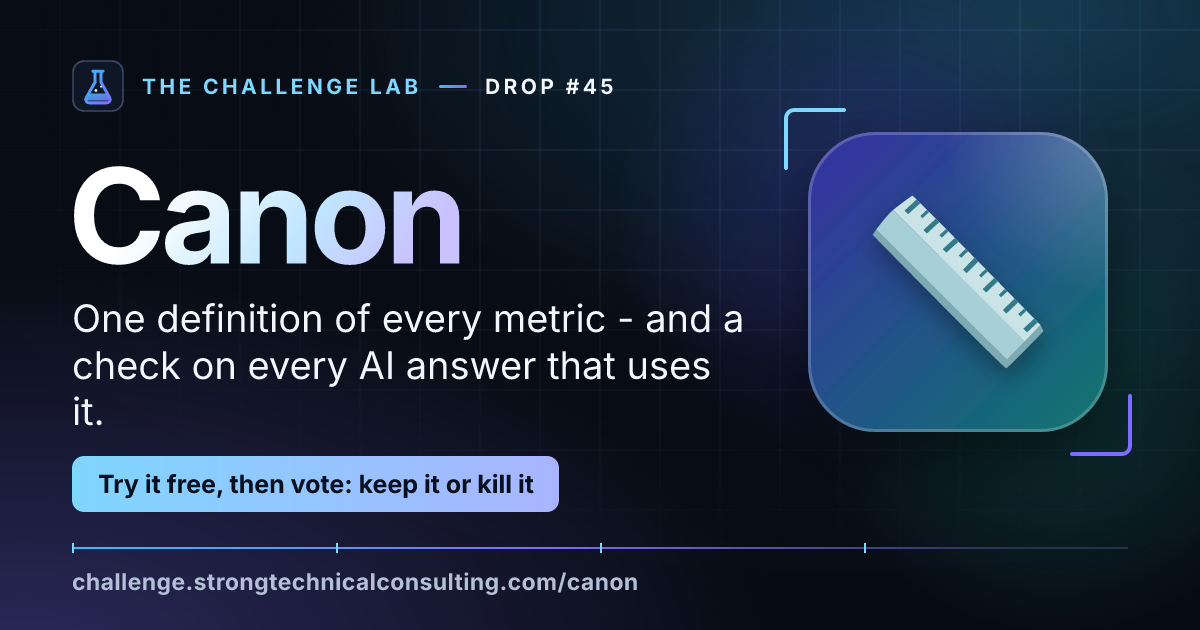 THE CHALLENGE LAB — DROP #45
Canon
One definition of every metric - and a
check on every AI answer that uses
it.
Try it free, then vote: keep it or kill it
challenge.strongtechnicalconsulting.com/canon